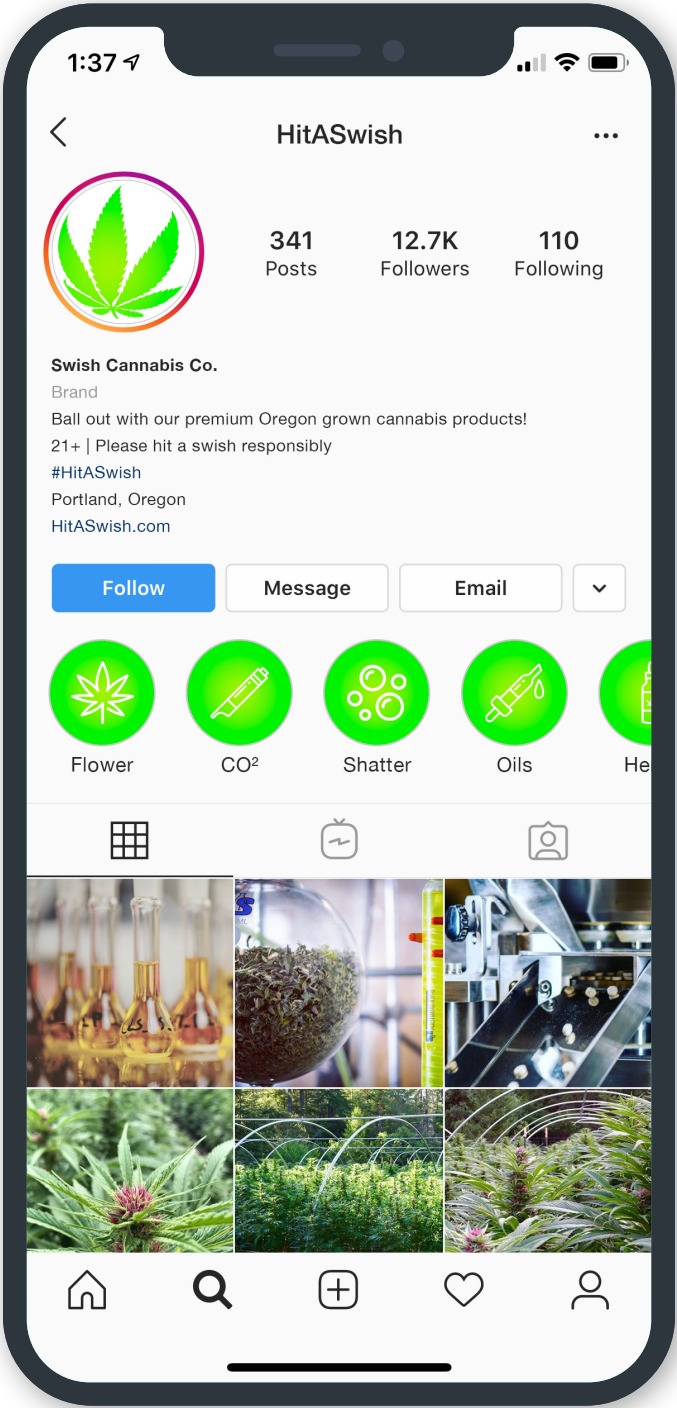 1:37
HitASwish
341
Posts
12.7K
Followers
110
Following
Swish Cannabis Co.
Brand
Ball out with our premium Oregon grown cannabis products!
21+ | Please hit a swish responsibly
#HitASwish
Portland, Oregon
HitASwish.com
Follow
Message
Email
Flower
CO²
Shatter
Oils
He